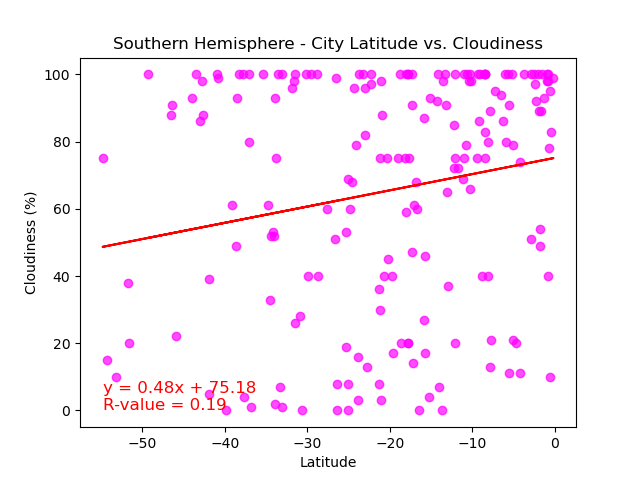 Southern Hemisphere - City Latitude vs. Cloudiness
100
80
60
40
20
0
Cloudiness (%)
y = 0.48x + 75.18
R-value = 0.19
−50
−40
−30
−20
−10
0
Latitude